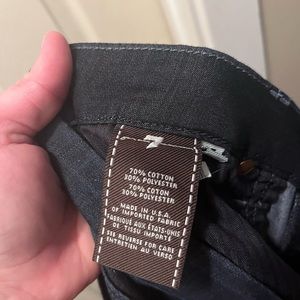 70% COTTON
30% POLYESTER
70% COTON
30% POLYESTER
MADE IN U.S.A.
OF IMPORTED FABRIC
FABRIQUÉ AUX ÉTATS-UNIS
DE TISSU IMPORTÉ
SEE REVERSE FOR CARE
ENTRETIEN AU VERSO